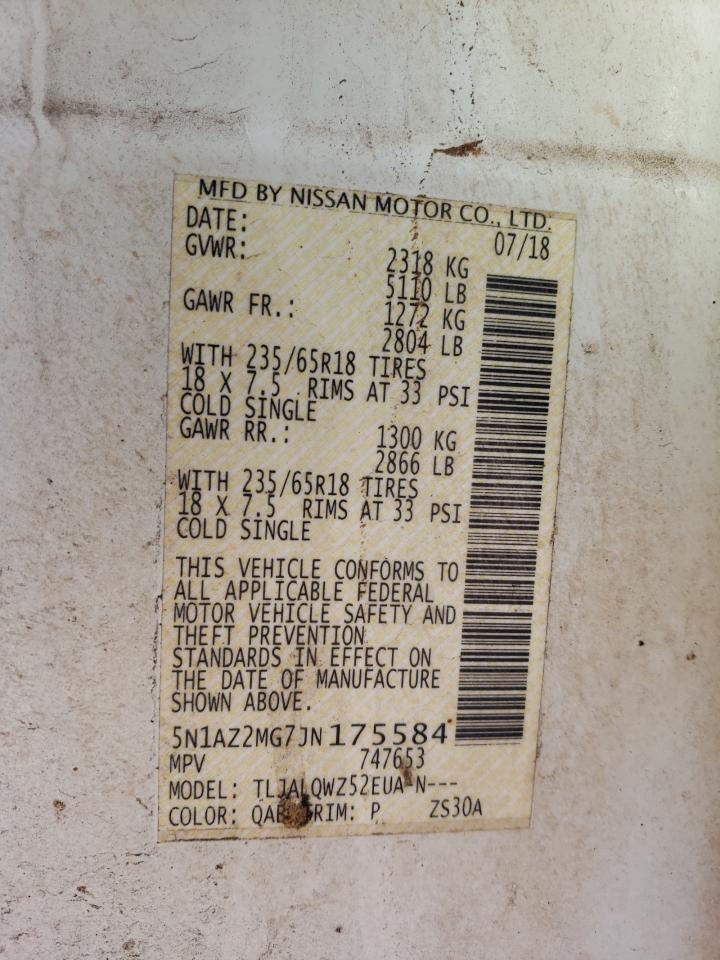 MFD BY NISSAN MOTOR CO., LTD.
DATE: 07/18
GVWR: 2318 KG
5110 LB
GAWR FR.: 1272 KG
2804 LB
WITH 235/65R18 TIRES
18 X 7.5 RIMS AT 33 PSI
COLD SINGLE
GAWR RR.: 1300 KG
2866 LB
WITH 235/65R18 TIRES
18 X 7.5 RIMS AT 33 PSI
COLD SINGLE
THIS VEHICLE CONFORMS TO
ALL APPLICABLE FEDERAL
MOTOR VEHICLE SAFETY AND
THEFT PREVENTION
STANDARDS IN EFFECT ON
THE DATE OF MANUFACTURE
SHOWN ABOVE.
5N1AZ2MG7JN175584
MPV 747653
MODEL: TLJALQWZ52EUA-N---
COLOR: QAB TRIM: P ZS30A